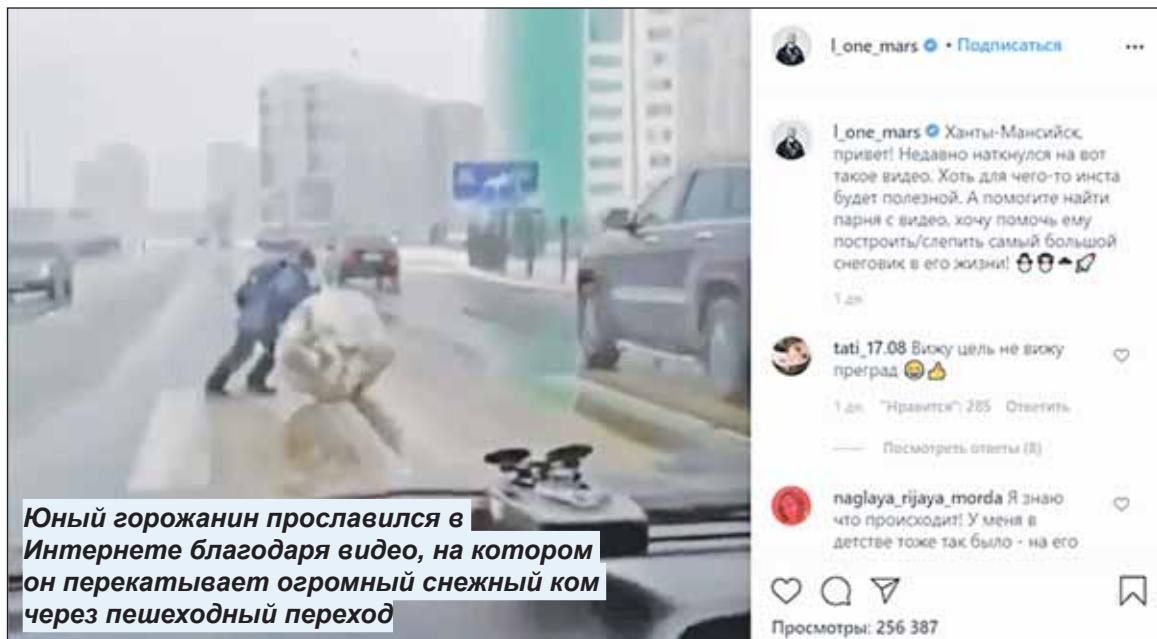 l_one_mars • Подписаться
l_one_mars Ханты-Мансийск,
привет! Недавно наткнулся на вот
такое видео. Хоть для чего-то инста
будет полезной. А помогите найти
парня с видео, хочу помочь ему
построить/слепить самый большой
снеговик в его жизни!
1 дн.
tati_17.08 Вижу цель не вижу
преград
1 дн. "Нравится": 285 Ответить
Посмотреть ответы (8)
naglaya_rijaya_morda Я знаю
что происходит! У меня в
детстве тоже так было - на его
Просмотры: 256 387
Юный горожанин прославился в
Интернете благодаря видео, на котором
он перекатывает огромный снежный ком
через пешеходный переход